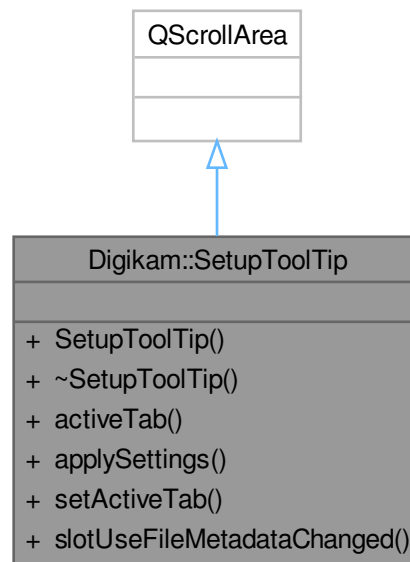 QScrollArea
Digikam::SetupToolTip
+ SetupToolTip()
+ ~SetupToolTip()
+ activeTab()
+ applySettings()
+ setActiveTab()
+ slotUseFileMetadataChanged()